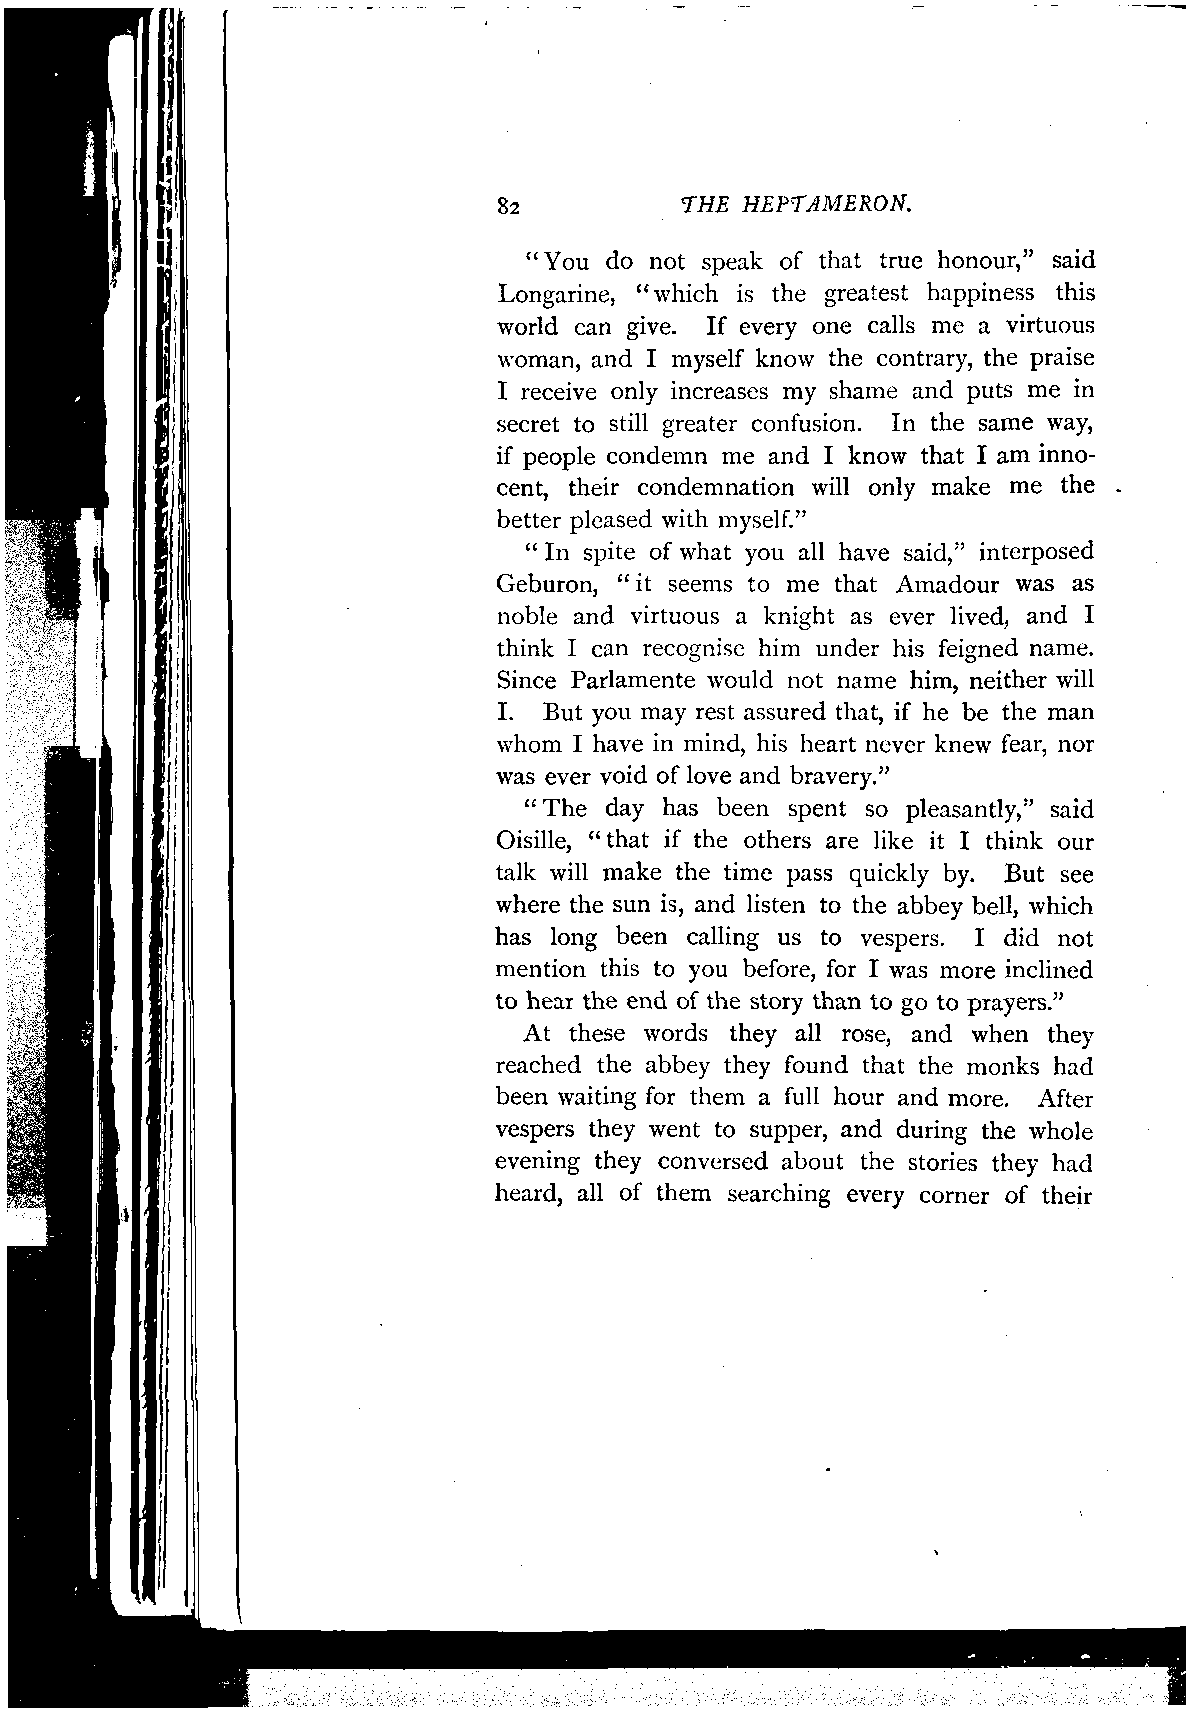 82 THE HEPTAMERON.
“You do not speak of that true honour,” said
Longarine, “which is the greatest happiness this
world can give. If every one calls me a virtuous
woman, and I myself know the contrary, the praise
I receive only increases my shame and puts me in
secret to still greater confusion. In the same way,
if people condemn me and I know that I am inno-
cent, their condemnation will only make me the
better pleased with myself.”
“In spite of what you all have said,” interposed
Geburon, “it seems to me that Amadour was as
noble and virtuous a knight as ever lived, and I
think I can recognise him under his feigned name.
Since Parlamente would not name him, neither will
I. But you may rest assured that, if he be the man
whom I have in mind, his heart never knew fear, nor
was ever void of love and bravery.”
“The day has been spent so pleasantly,” said
Oisille, “that if the others are like it I think our
talk will make the time pass quickly by. But see
where the sun is, and listen to the abbey bell, which
has long been calling us to vespers. I did not
mention this to you before, for I was more inclined
to hear the end of the story than to go to prayers.”
At these words they all rose, and when they
reached the abbey they found that the monks had
been waiting for them a full hour and more. After
vespers they went to supper, and during the whole
evening they conversed about the stories they had
heard, all of them searching every corner of their